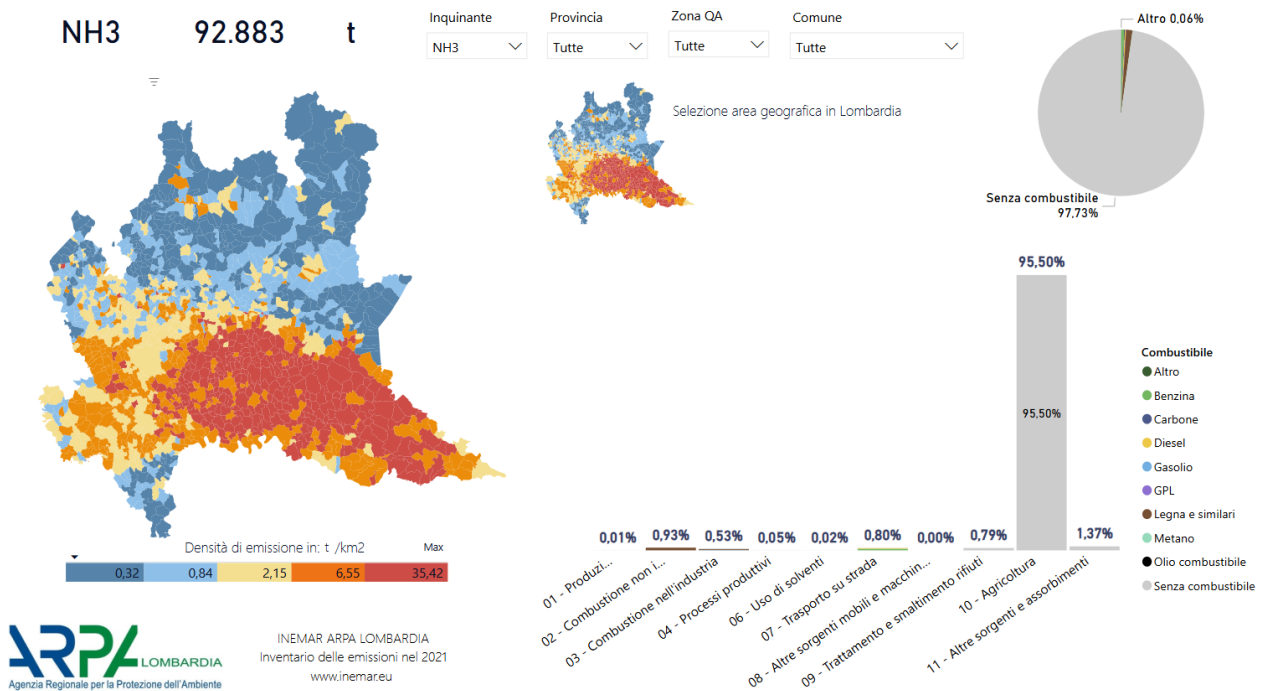 NH3 92.883 t
Inquinante
NH3
Provincia
Tutte
Zona QA
Tutte
Comune
Tutte
Selezione area geografica in Lombardia
Altro 0,06%
Senza combustibile
97,73%
Densità di emissione in: t /km2
Max
0,32 0,84 2,15 6,55 35,42
0,01% 0,93% 0,53% 0,05% 0,02% 0,80% 0,00% 0,79% 95,50% 1,37%
95,50%
01 - Produzi...
02 - Combustione non i...
03 - Combustione nell'industria
04 - Processi produttivi
06 - Uso di solventi
07 - Trasporto su strada
08 - Altre sorgenti mobili e macchin...
09 - Trattamento e smaltimento rifiuti
10 - Agricoltura
11 - Altre sorgenti e assorbimenti
Combustibile
Altro
Benzina
Carbone
Diesel
Gasolio
GPL
Legna e similari
Metano
Olio combustibile
Senza combustibile
ARPA LOMBARDIA
Agenzia Regionale per la Protezione dell'Ambiente
INEMAR ARPA LOMBARDIA
Inventario delle emissioni nel 2021
www.inemar.eu